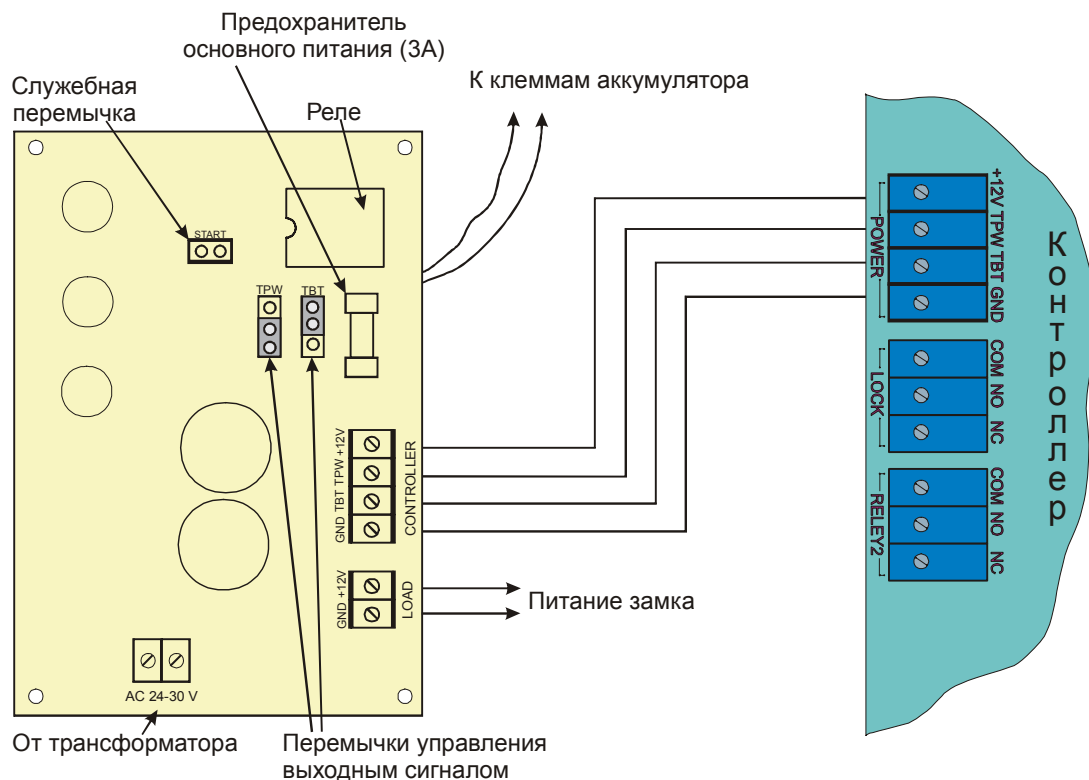 Предохранитель
основного питания (3А)
К клеммам аккумулятора
Служебная
перемычка
Реле
START
TPW
TBT
+12V
TPW
TBT
GND
CONTROLLER
+12V
GND
LOAD
Питание замка
AC 24-30 V
От трансформатора
Перемычки управления
выходным сигналом
+12V
TPW
TBT
GND
POWER
COM
NO
NC
LOCK
COM
NO
NC
RELEY2
Контроллер